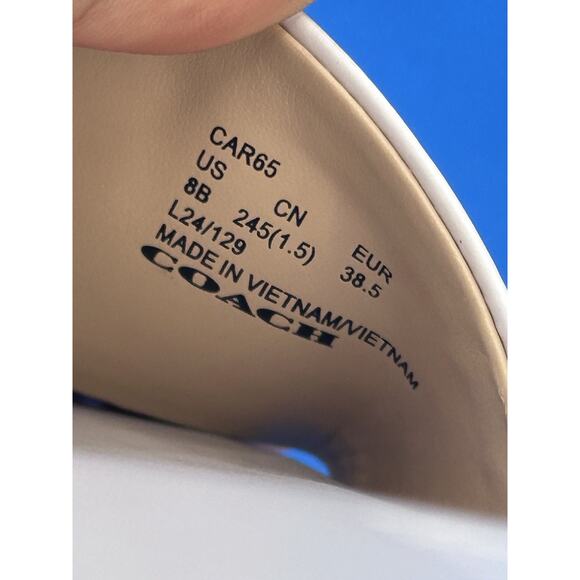 CAR65
US CN EUR
8B 245(1.5) 38.5
L24/129
MADE IN VIETNAM/VIETNAM
COACH